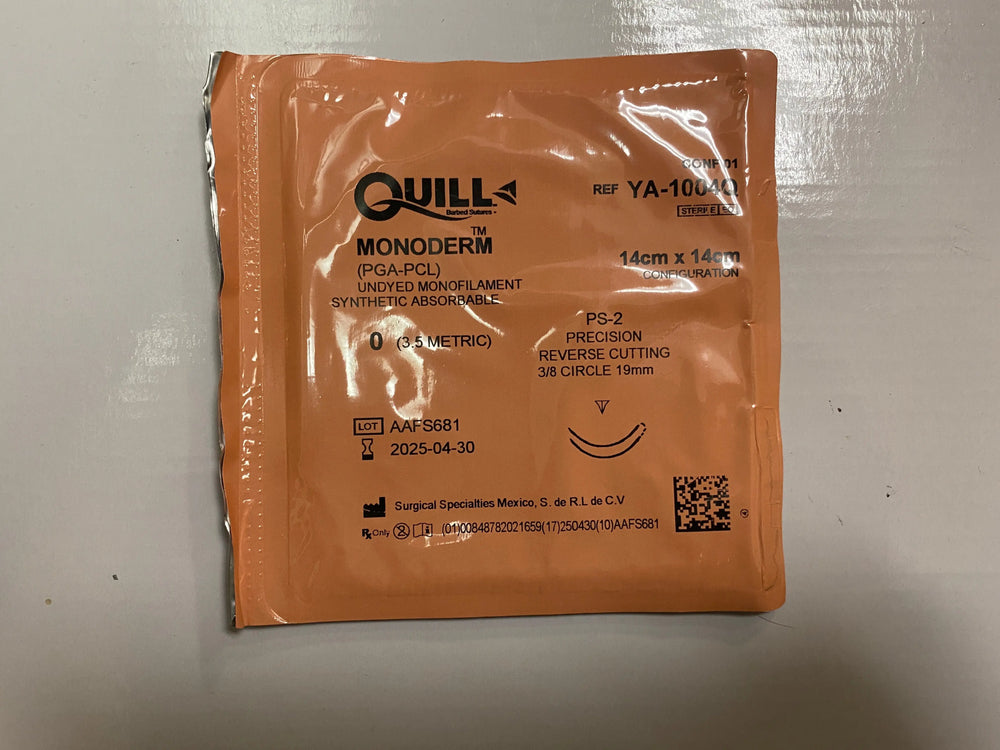 CONF 01
REF YA-1004Q
STERILE EO
QUILL
Barbed Sutures™
MONODERM™
(PGA-PCL)
UNDYED MONOFILAMENT
SYNTHETIC ABSORBABLE
14cm x 14cm
CONFIGURATION
0 (3.5 METRIC)
PS-2
PRECISION
REVERSE CUTTING
3/8 CIRCLE 19mm
LOT AAFS681
2025-04-30
Surgical Specialties Mexico, S. de R.L de C.V
Rx Only
(01)00848782021659(17)250430(10)AAFS681